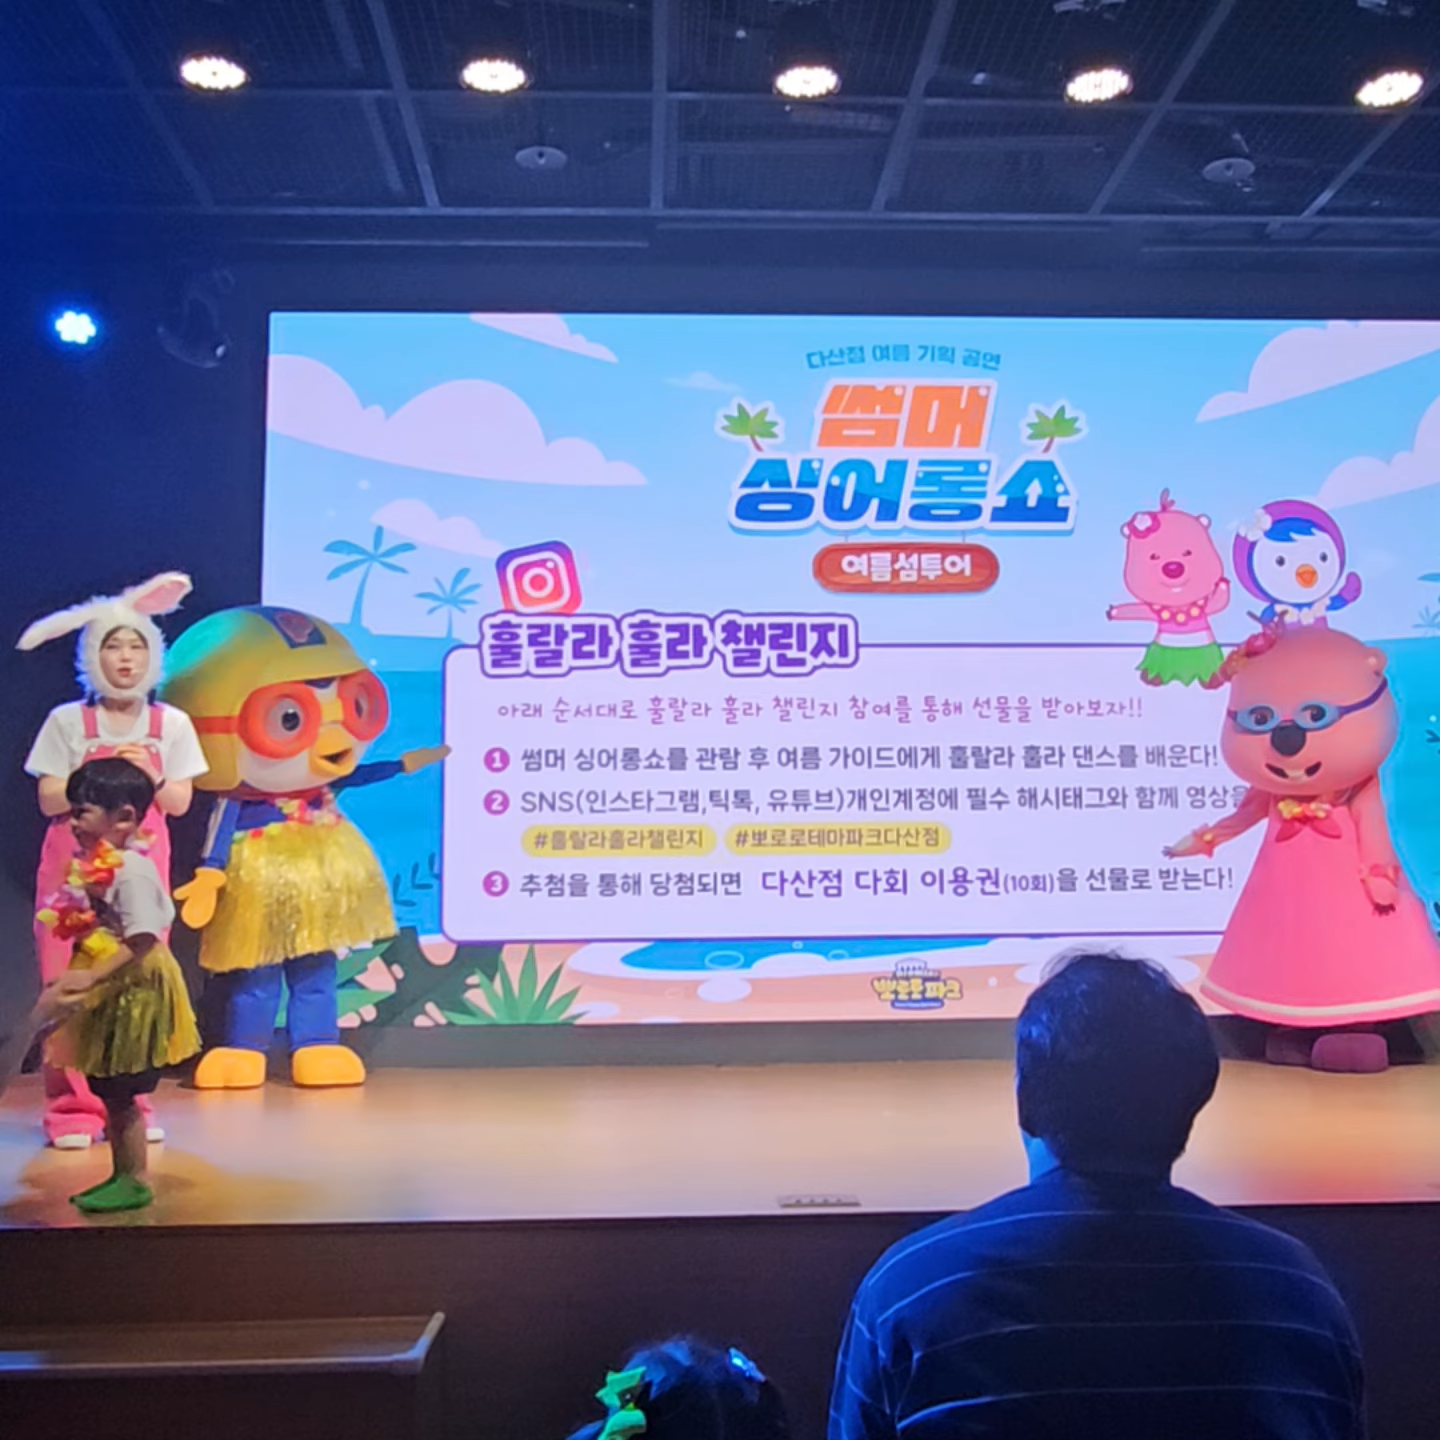 다산점 여름 기획 공연
썸머
싱어롱쇼
여름섬투어
훌랄라 훌라 챌린지
아래 순서대로 훌랄라 훌라 챌린지 참여를 통해 선물을 받아보자!!
1 썸머 싱어롱쇼를 관람 후 여름 가이드에게 훌랄라 훌라 댄스를 배운다!
2 SNS(인스타그램,틱톡, 유튜브)개인계정에 필수 해시태그와 함께 영상을
#훌랄라훌라챌린지 #뽀로로테마파크다산점
3 추첨을 통해 당첨되면 다산점 다회 이용권(10회)을 선물로 받는다!
뽀로로파크